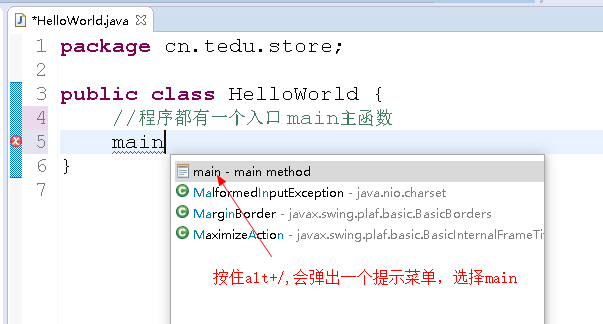 *HelloWorld.java
1 package cn.tedu.store;
2
3 public class HelloWorld {
4 //程序都有一个入口 main主函数
5 main
6 }
7
main - main method
MalformedInputException - java.nio.charset
MarginBorder - javax.swing.plaf.basic.BasicBorders
MaximizeAction - javax.swing.plaf.basic.BasicInternalFrameTi
按住alt+/,会弹出一个提示菜单，选择main